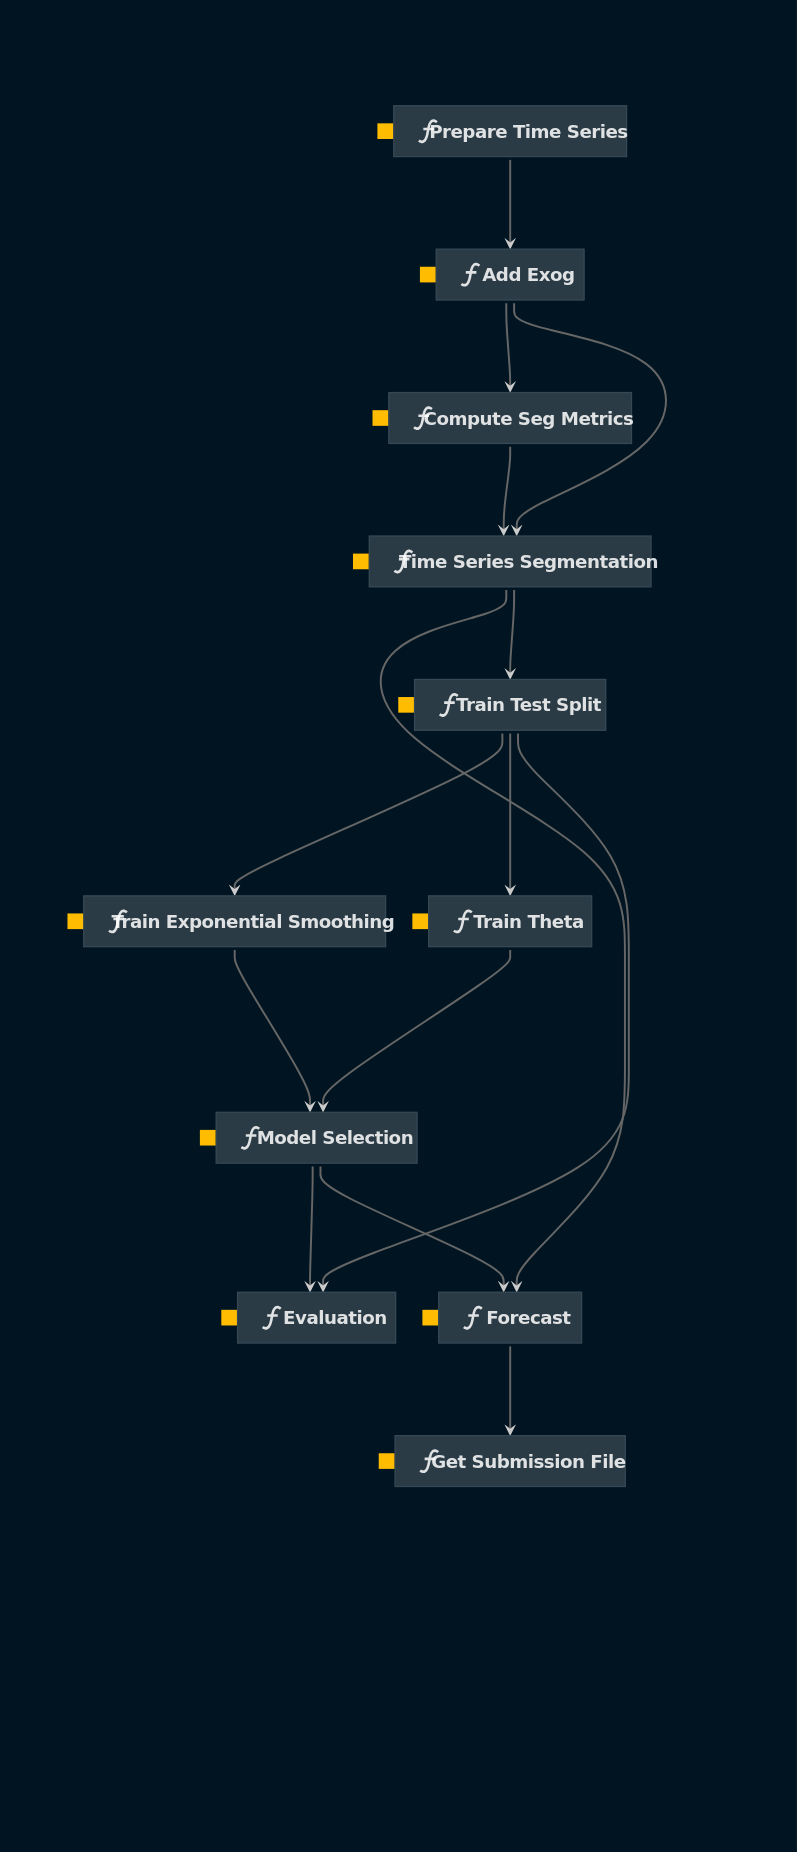 Prepare Time Series
Add Exog
Compute Seg Metrics
Time Series Segmentation
Train Test Split
Train Exponential Smoothing
Train Theta
Model Selection
Evaluation
Forecast
Get Submission File